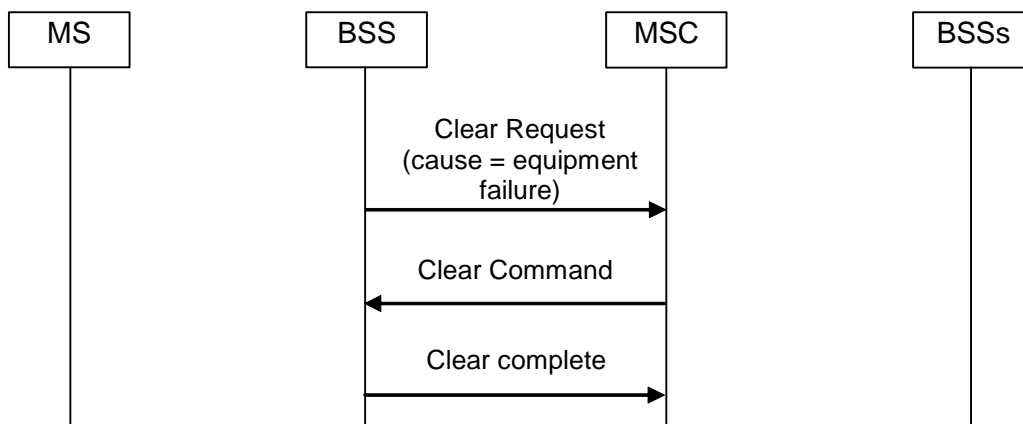 MS
BSS
MSC
BSSs
Clear Request
(cause = equipment
failure)
Clear Command
Clear complete